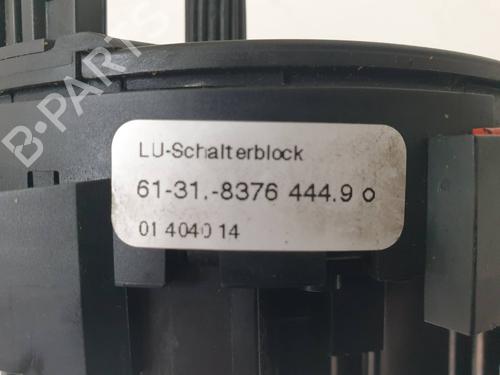 B-PARTS
LU-Schalterblock
61-31.-8376 444.9 o
01 4040 14